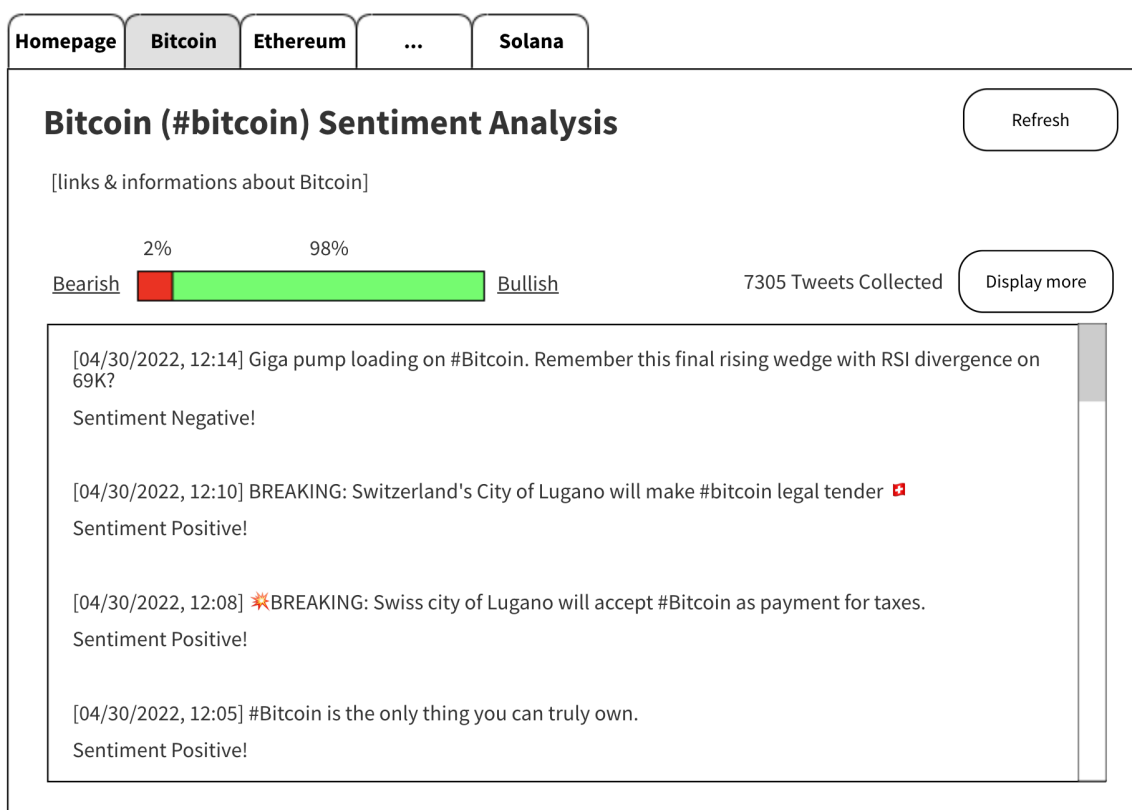 Homepage Bitcoin Ethereum ... Solana
Bitcoin (#bitcoin) Sentiment Analysis
Refresh
[links & informations about Bitcoin]
2% 98%
Bearish Bullish 7305 Tweets Collected Display more
[04/30/2022, 12:14] Giga pump loading on #Bitcoin. Remember this final rising wedge with RSI divergence on
69K?
Sentiment Negative!
[04/30/2022, 12:10] BREAKING: Switzerland's City of Lugano will make #bitcoin legal tender 🇨🇭
Sentiment Positive!
[04/30/2022, 12:08] 💥BREAKING: Swiss city of Lugano will accept #Bitcoin as payment for taxes.
Sentiment Positive!
[04/30/2022, 12:05] #Bitcoin is the only thing you can truly own.
Sentiment Positive!